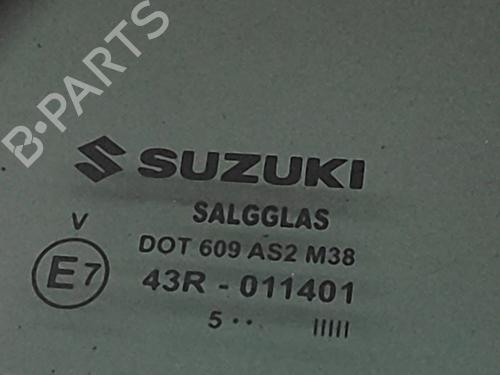 B-PARTS
SUZUKI
SALGGLAS
V
DOT 609 AS2 M38
E7
43R - 011401
5 ·· IIIII